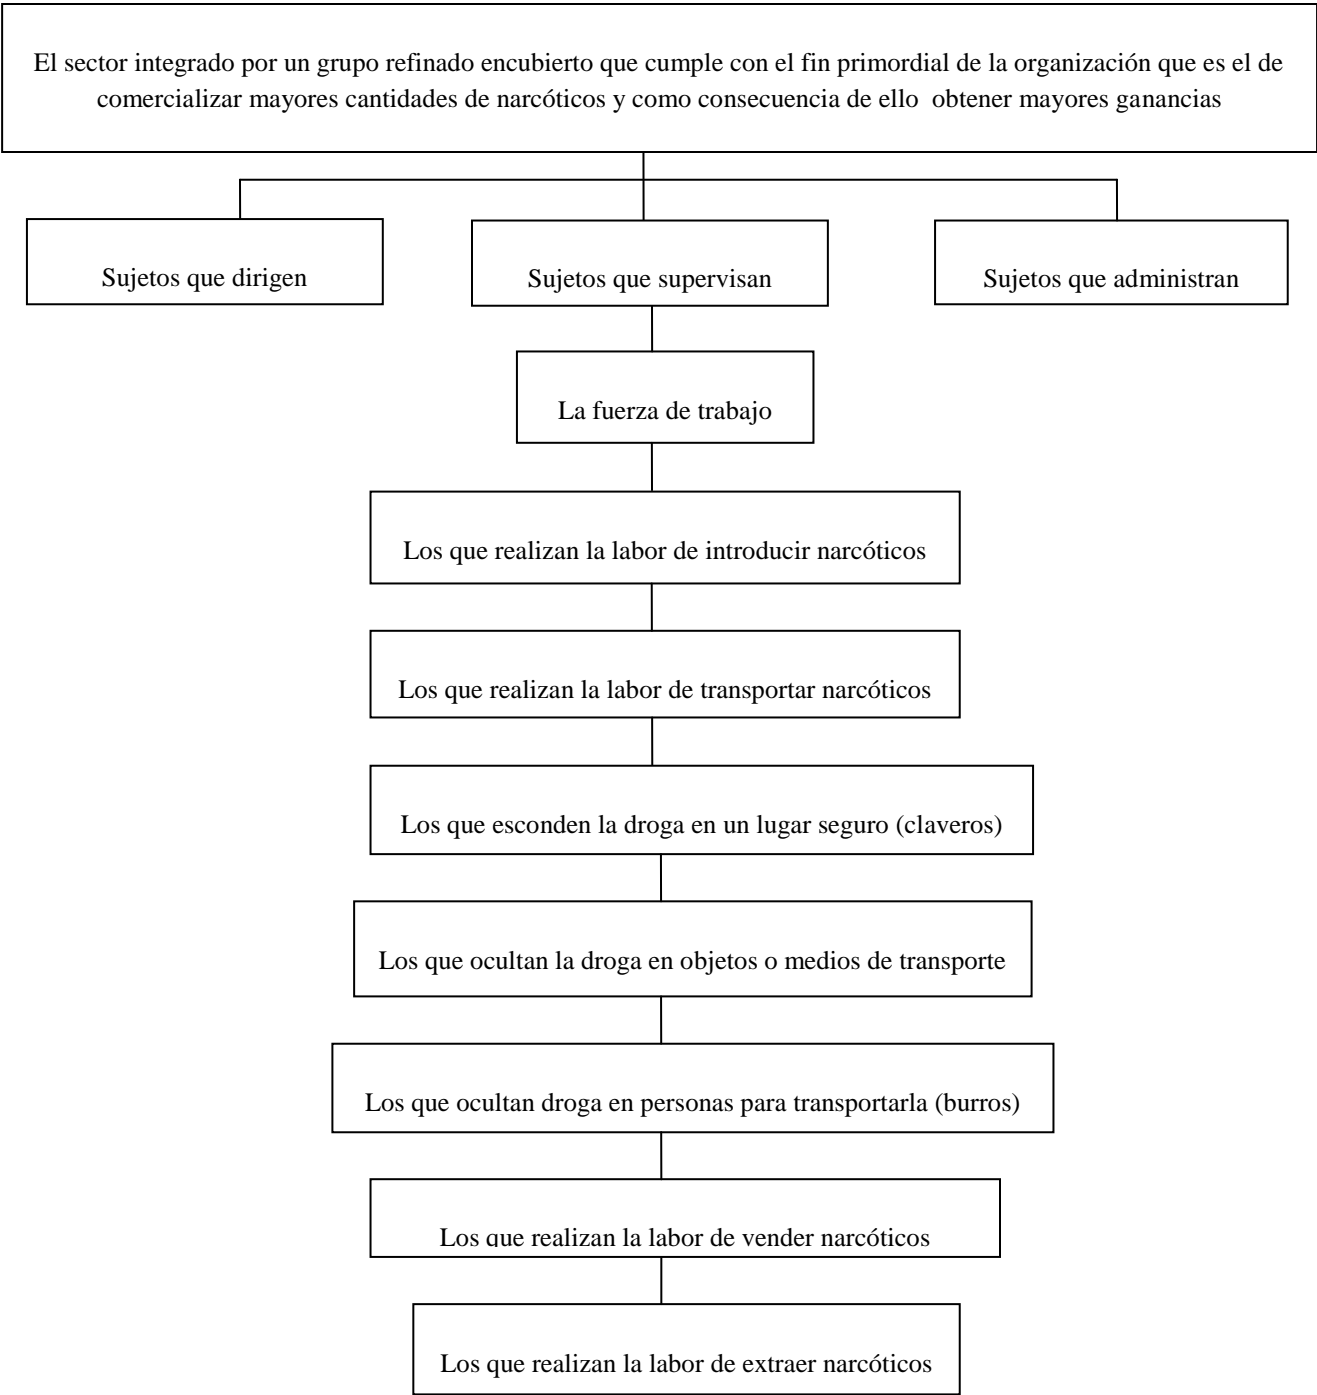 El sector integrado por un grupo refinado encubierto que cumple con el fin primordial de la organización que es el de
comercializar mayores cantidades de narcóticos y como consecuencia de ello obtener mayores ganancias
Sujetos que dirigen
Sujetos que supervisan
Sujetos que administran
La fuerza de trabajo
Los que realizan la labor de introducir narcóticos
Los que realizan la labor de transportar narcóticos
Los que esconden la droga en un lugar seguro (claveros)
Los que ocultan la droga en objetos o medios de transporte
Los que ocultan droga en personas para transportarla (burros)
Los que realizan la labor de vender narcóticos
Los que realizan la labor de extraer narcóticos